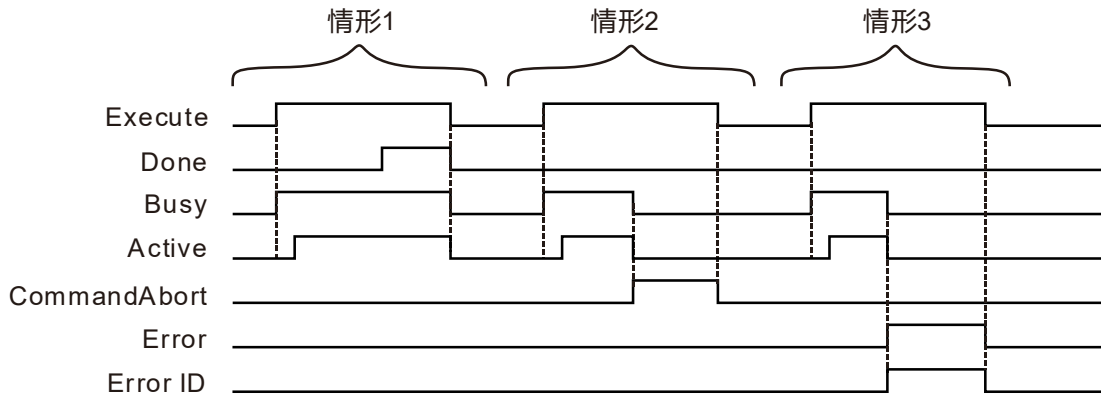 情形1 情形2 情形3
Execute
Done
Busy
Active
CommandAbort
Error
Error ID